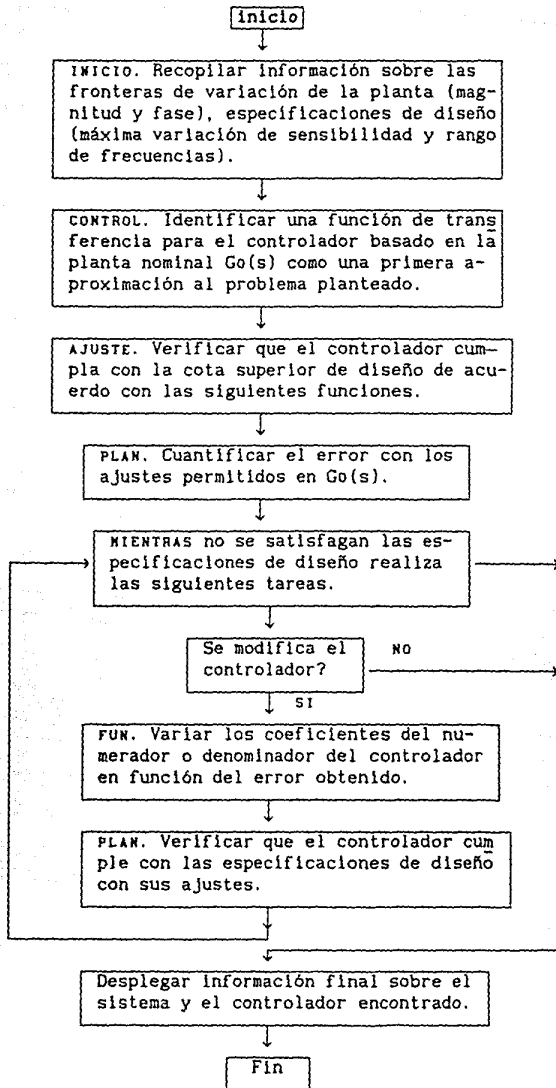 inicio
INICIO. Recopilar información sobre las
fronteras de variación de la planta (mag-
nitud y fase), especificaciones de diseño
(máxima variación de sensibilidad y rango
de frecuencias).
CONTROL. Identificar una función de trans
ferencia para el controlador basado en la
planta nominal Go(s) como una primera a-
proximación al problema planteado.
AJUSTE. Verificar que el controlador cum-
pla con la cota superior de diseño de acu-
erdo con las siguientes funciones.
PLAN. Cuantificar el error con los
ajustes permitidos en Go(s).
MIENTRAS no se satisfagan las es-
pecificaciones de diseño realiza
las siguientes tareas.
Se modifica el
controlador?
NO
SI
FUN. Variar los coeficientes del nu-
merador o denominador del controlador
en función del error obtenido.
PLAN. Verificar que el controlador cum
ple con las especificaciones de diseño
con sus ajustes.
Desplegar información final sobre el
sistema y el controlador encontrado.
Fin